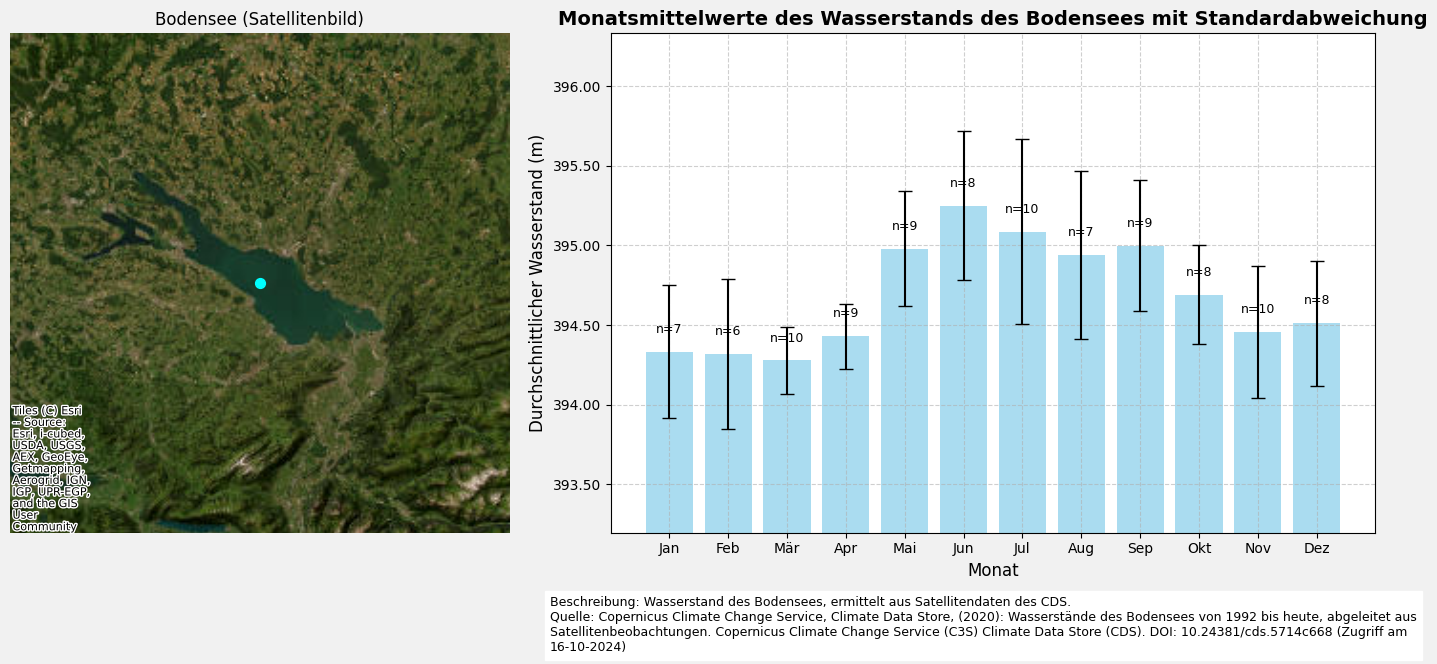 Bodensee (Satellitenbild)
Tiles (C) Esri
-- Source:
Esri, i-cubed,
USDA, USGS,
AEX, GeoEye,
Getmapping,
Aerogrid, IGN,
IGP, UPR-EGP,
and the GIS
User
Community
Monatsmittelwerte des Wasserstands des Bodensees mit Standardabweichung
Durchschnittlicher Wasserstand (m)
396.00
395.50
395.00
394.50
394.00
393.50
n=7
n=6
n=10
n=9
n=9
n=8
n=10
n=7
n=9
n=8
n=10
n=8
Jan
Feb
Mär
Apr
Mai
Jun
Jul
Aug
Sep
Okt
Nov
Dez
Monat
Beschreibung: Wasserstand des Bodensees, ermittelt aus Satellitendaten des CDS.
Quelle: Copernicus Climate Change Service, Climate Data Store, (2020): Wasserstände des Bodensees von 1992 bis heute, abgeleitet aus
Satellitenbeobachtungen. Copernicus Climate Change Service (C3S) Climate Data Store (CDS). DOI: 10.24381/cds.5714c668 (Zugriff am
16-10-2024)